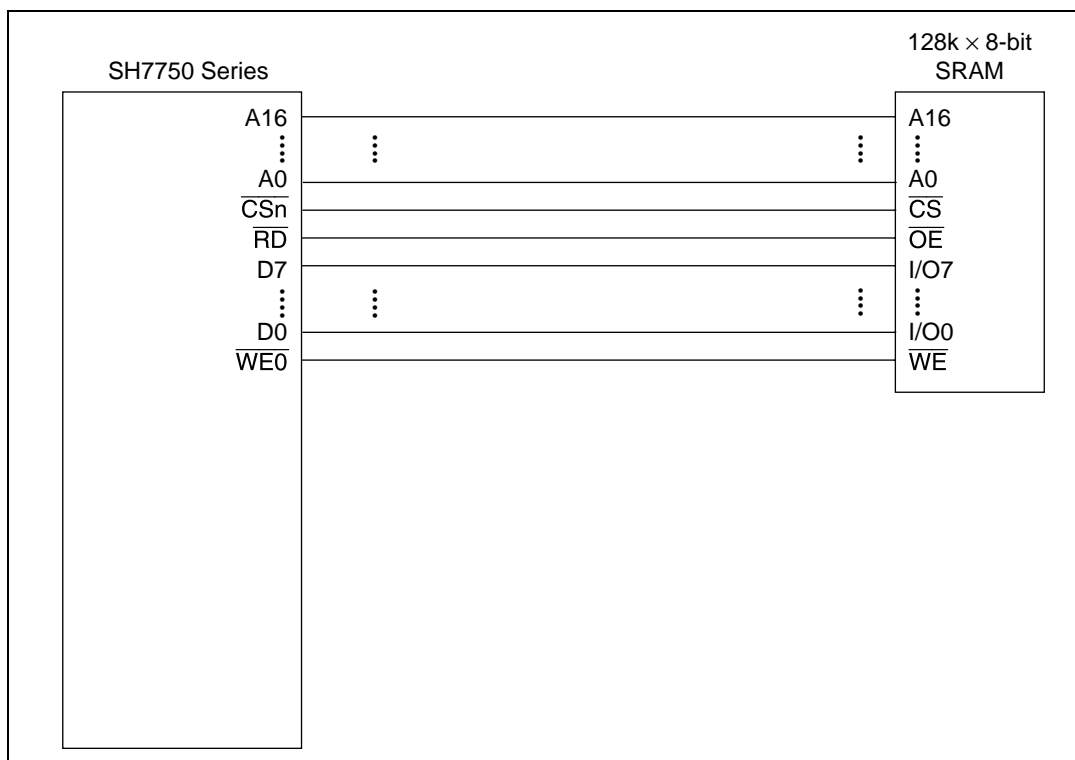 SH7750 Series
128k × 8-bit
SRAM
A16
A0
CSn
RD
D7
D0
WE0
A16
A0
CS
OE
I/O7
I/O0
WE